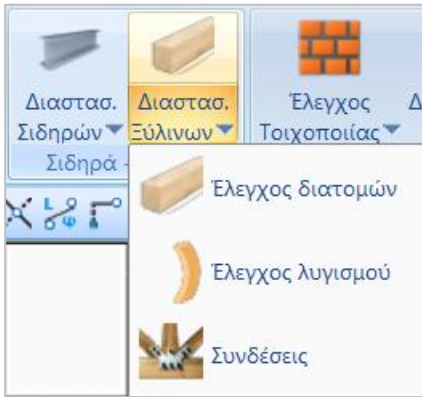 Διαστασ.
Σιδηρών
Διαστασ.
Ξύλινων
Έλεγχος
Τοιχοποιίας
Δ
Σιδηρά -
L
φ
Έλεγχος διατομών
Έλεγχος λυγισμού
Συνδέσεις